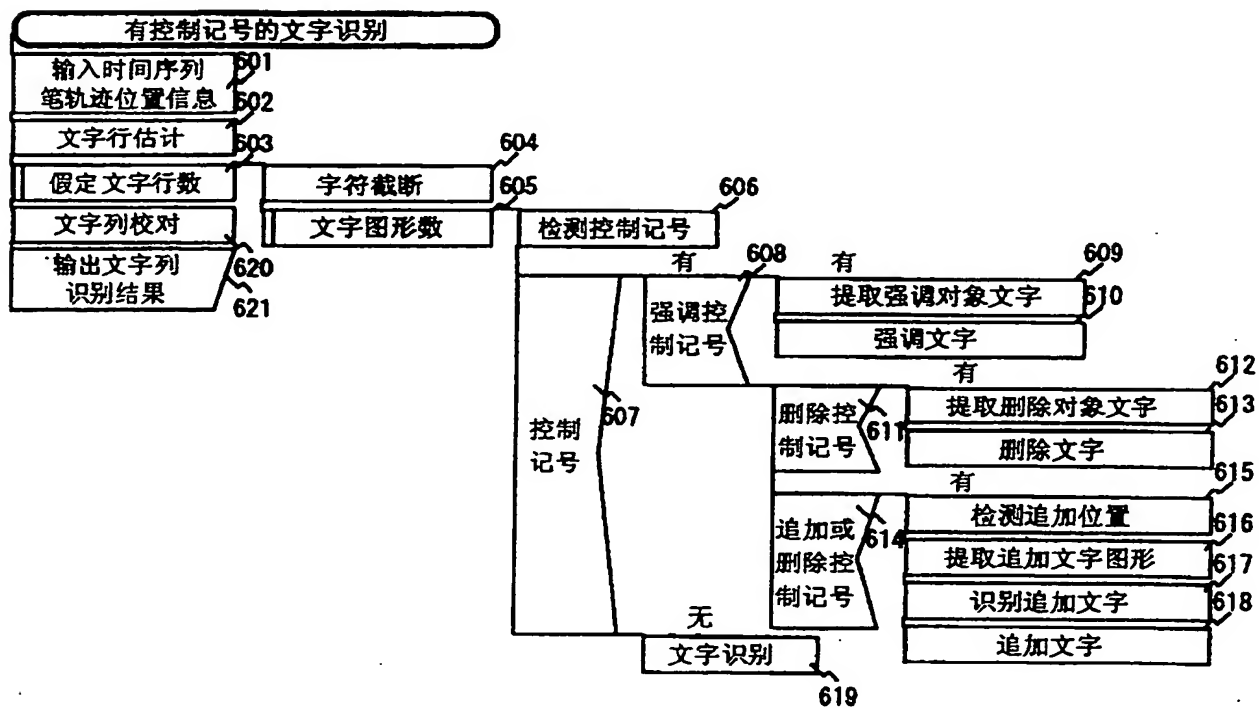 有控制记号的文字识别
输入时间序列
笔轨迹位置信息
601
文字行估计
602
假定文字行数
603
文字列校对
620
输出文字列
识别结果
621
字符截断
604
文字图形数
605
检测控制记号
606
控制
记号
607
有
强调控
制记号
608
有
提取强调对象文字
609
强调文字
610
删除控
制记号
611
有
提取删除对象文字
612
删除文字
613
追加或
删除控
制记号
614
有
检测追加位置
615
提取追加文字图形
616
识别追加文字
617
追加文字
618
无
文字识别
619